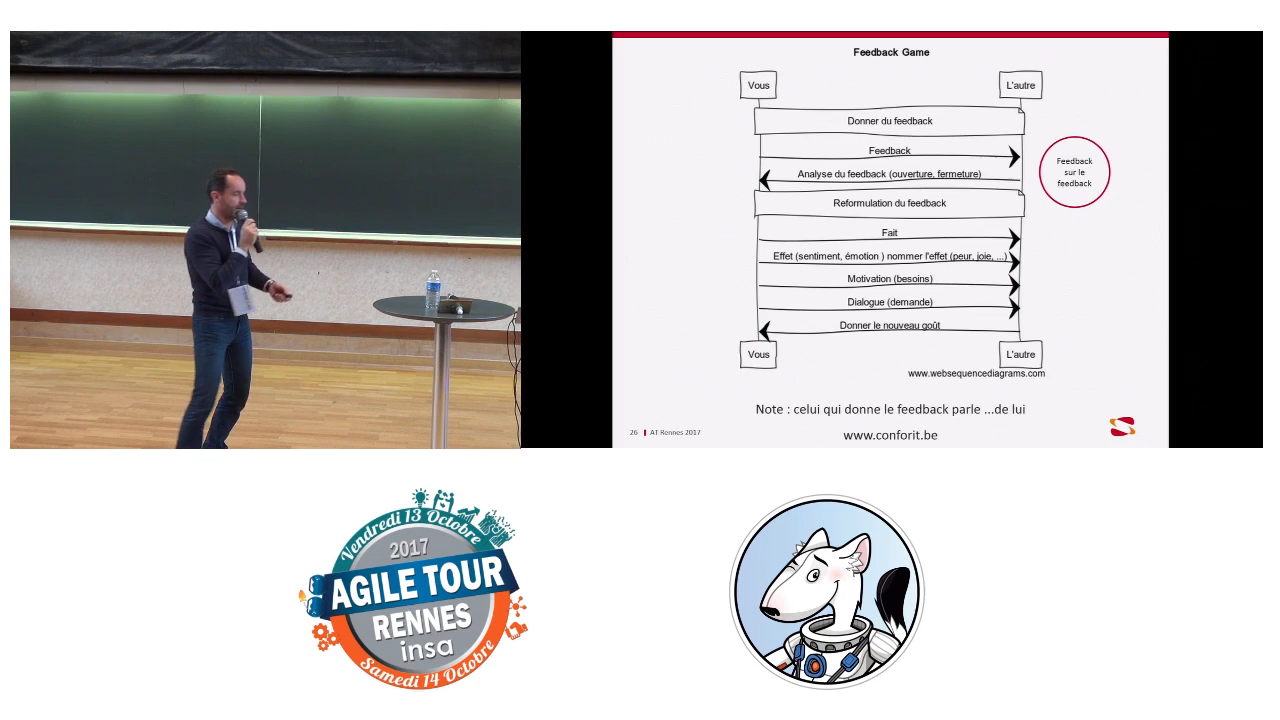 Feedback Game
Vous
L'autre
Donner du feedback
Feedback
Analyse du feedback (ouverture, fermeture)
Feedback
sur le
feedback
Reformulation du feedback
Fait
Effet (sentiment, émotion ) nommer l'effet (peur, joie, ...)
Motivation (besoins)
Dialogue (demande)
Donner le nouveau goût
Vous
L'autre
www.websequencediagrams.com
Note : celui qui donne le feedback parle ...de lui
26 AT Rennes 2017
www.conforit.be
Vendredi 13 Octobre
2017
AGILE TOUR
RENNES
insa
Samedi 14 Octobre